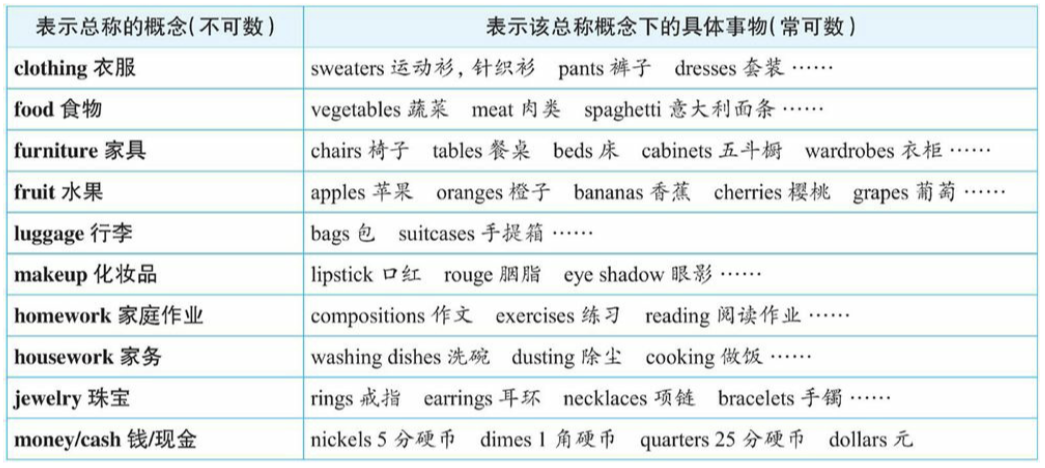 表示总称的概念(不可数) 表示该总称概念下的具体事物(常可数)
clothing 衣服 sweaters 运动衫, 针织衫 pants 裤子 dresses 套装 ……
food 食物 vegetables 蔬菜 meat 肉类 spaghetti 意大利面条 ……
furniture 家具 chairs 椅子 tables 餐桌 beds 床 cabinets 五斗橱 wardrobes 衣柜 ……
fruit 水果 apples 苹果 oranges 橙子 bananas 香蕉 cherries 樱桃 grapes 葡萄 ……
luggage 行李 bags 包 suitcases 手提箱 ……
makeup 化妆品 lipstick 口红 rouge 胭脂 eye shadow 眼影 ……
homework 家庭作业 compositions 作文 exercises 练习 reading 阅读作业 ……
housework 家务 washing dishes 洗碗 dusting 除尘 cooking 做饭 ……
jewelry 珠宝 rings 戒指 earrings 耳环 necklaces 项链 bracelets 手镯 ……
money/cash 钱/现金 nickels 5 分硬币 dimes 1 角硬币 quarters 25 分硬币 dollars 元